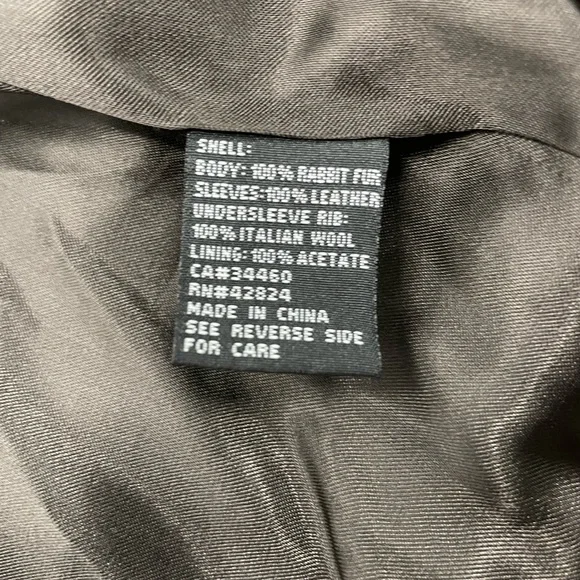 SHELL:
BODY: 100% RABBIT FUR
SLEEVES:100% LEATHER
UNDERSLEEVE RIB:
100% ITALIAN WOOL
LINING: 100% ACETATE
CA#34460
RN#42824
MADE IN CHINA
SEE REVERSE SIDE
FOR CARE